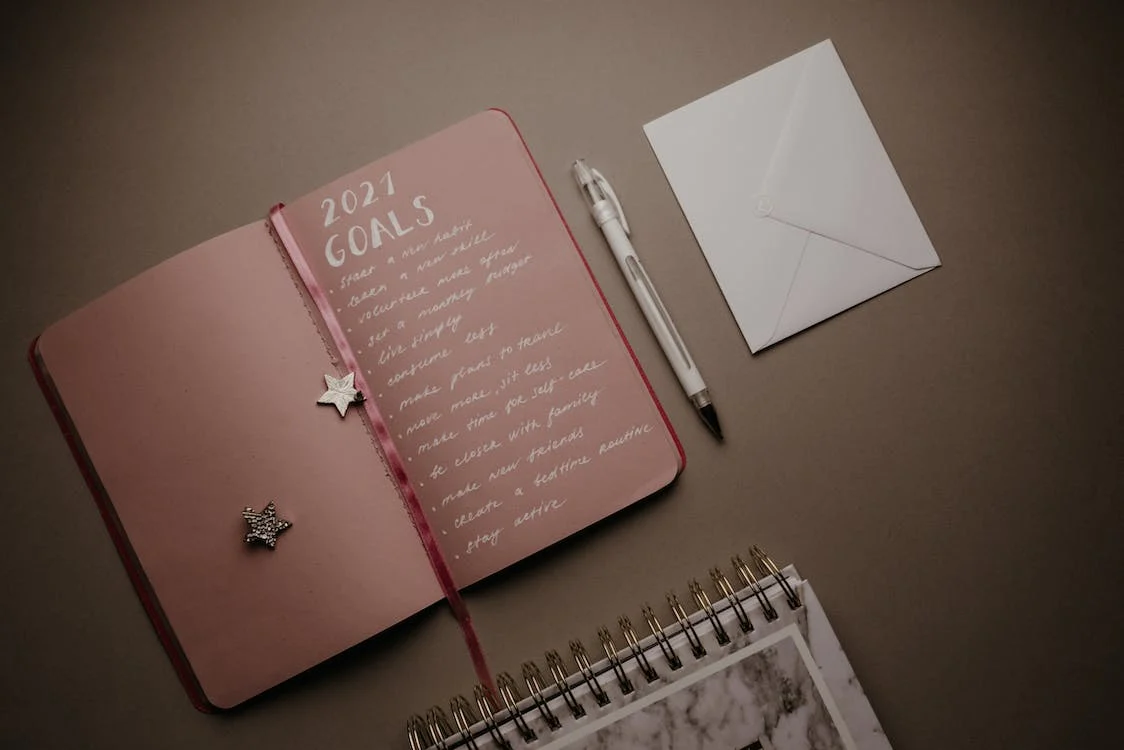 2021
GOALS
• start a new habit
• learn a new skill
• volunteer more often
• set a monthly budget
• live simply
• consume less
• make plans to travel
• move more, sit less
• make time for self-care
• be closer with family
• make new friends
• create a bedtime routine
• stay active